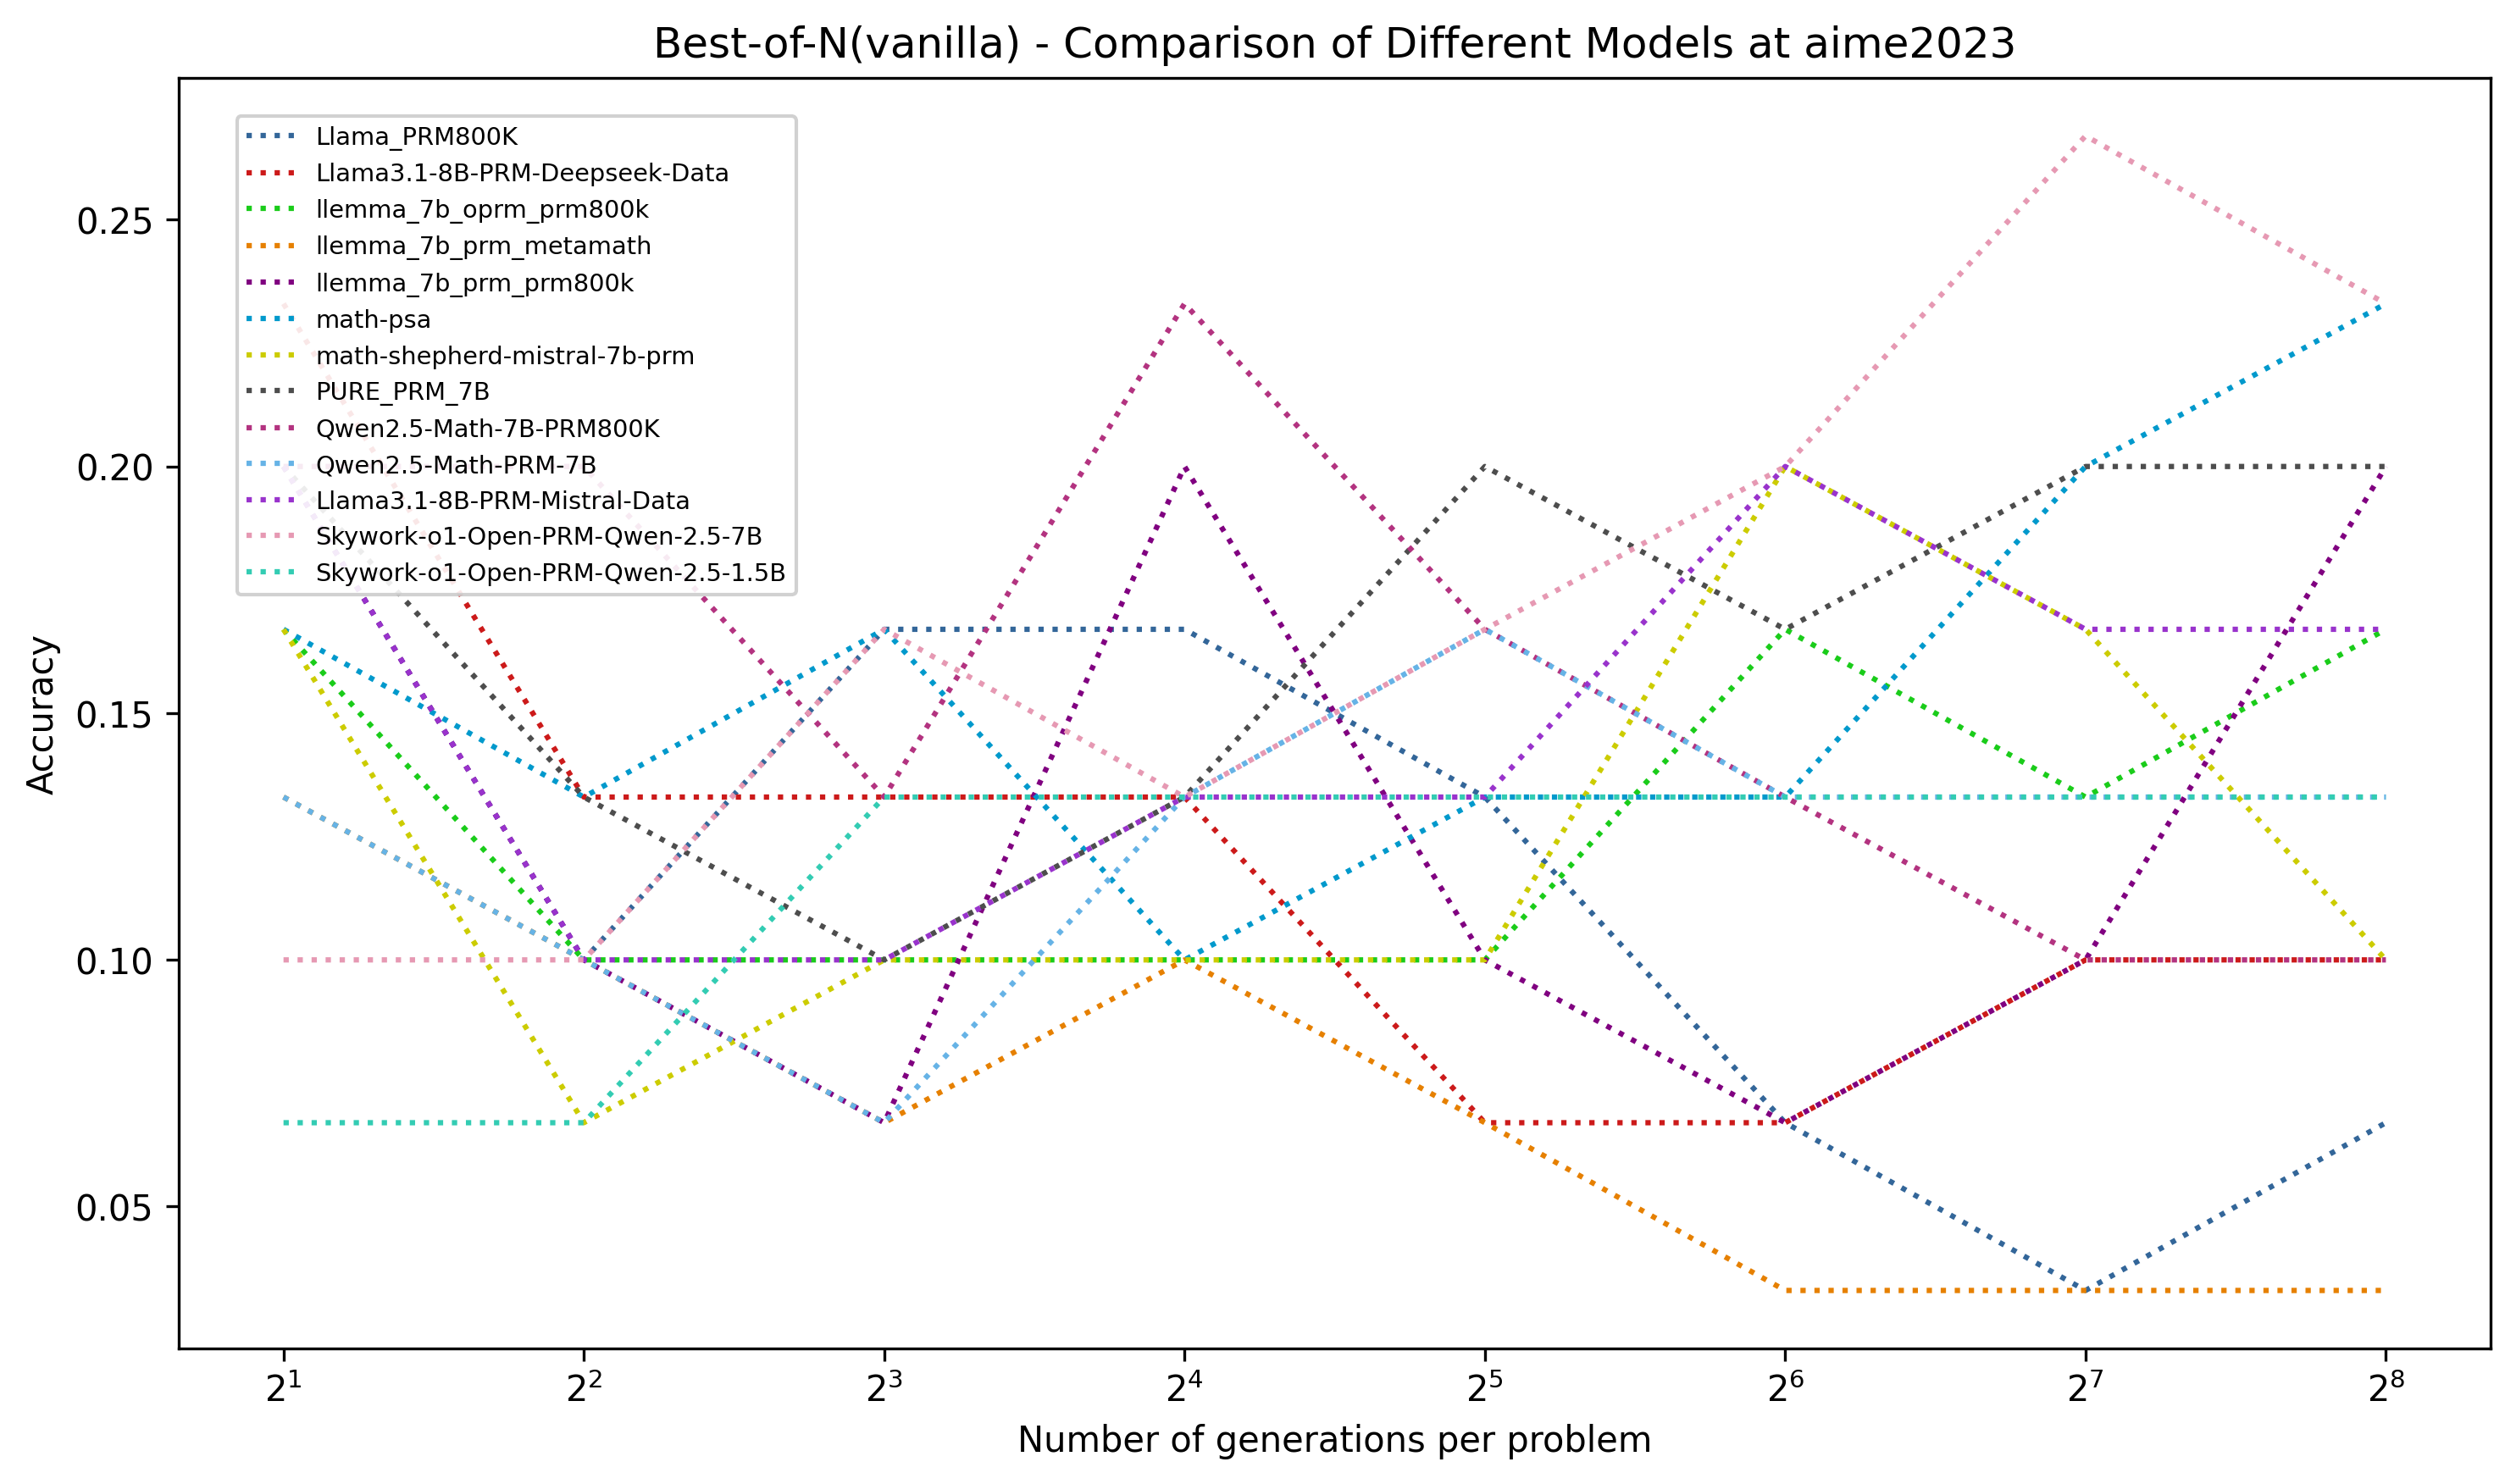 Best-of-N(vanilla) - Comparison of Different Models at aime2023
Llama_PRM800K
Llama3.1-8B-PRM-Deepseek-Data
llemma_7b_oprm_prm800k
llemma_7b_prm_metamath
llemma_7b_prm_prm800k
math-psa
math-shepherd-mistral-7b-prm
PURE_PRM_7B
Qwen2.5-Math-7B-PRM800K
Qwen2.5-Math-PRM-7B
Llama3.1-8B-PRM-Mistral-Data
Skywork-o1-Open-PRM-Qwen-2.5-7B
Skywork-o1-Open-PRM-Qwen-2.5-1.5B
Accuracy
0.25
0.20
0.15
0.10
0.05
2¹ 2² 2³ 2⁴ 2⁵ 2⁶ 2⁷ 2⁸
Number of generations per problem